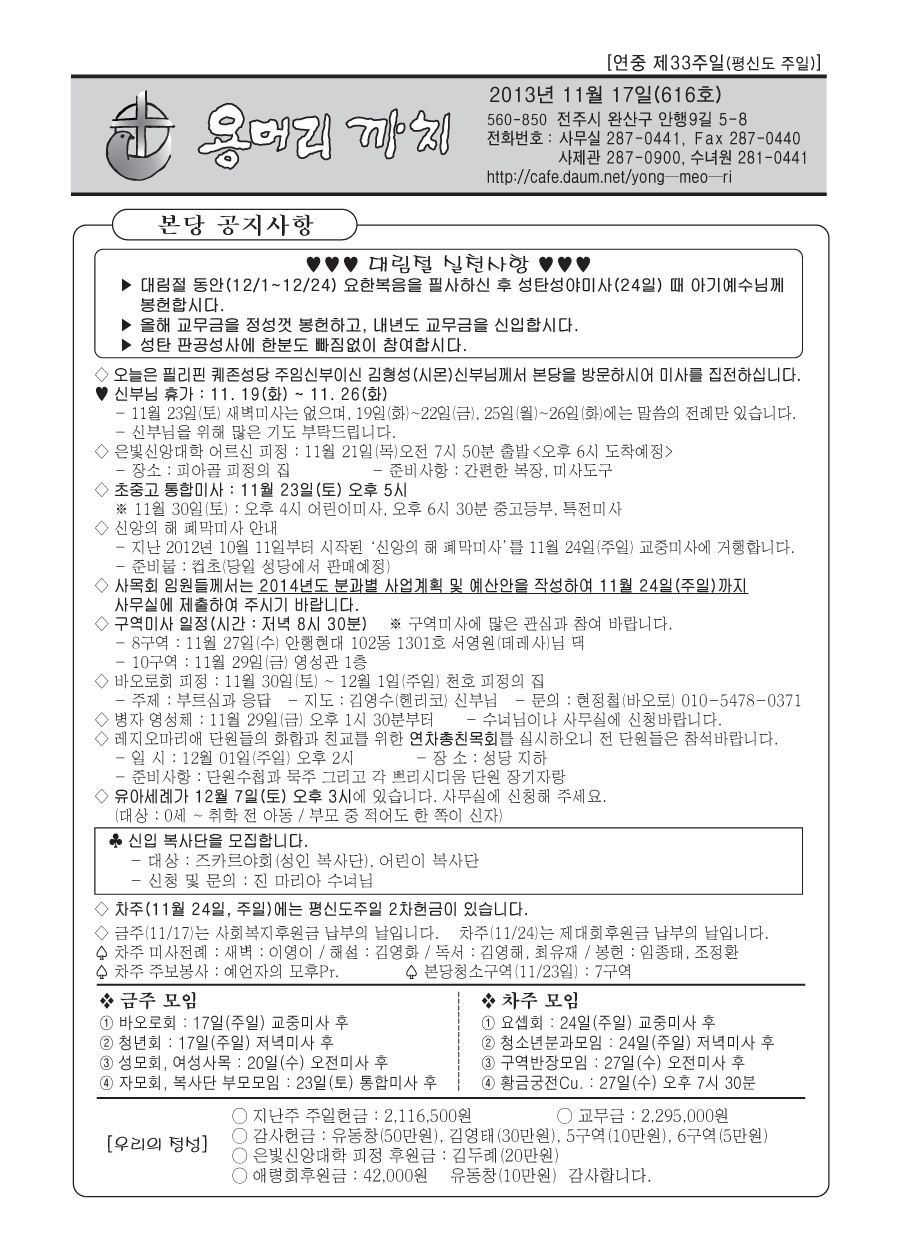 [연중 제33주일(평신도 주일)]
용머리 까치
2013년 11월 17일(616호)
560-850 전주시 완산구 안행9길 5-8
전화번호 : 사무실 287-0441, Fax 287-0440
사제관 287-0900, 수녀원 281-0441
http://cafe.daum.net/yong—meo—ri
본당 공지사항
♥♥♥ 대림절 실천사항 ♥♥♥
▶ 대림절 동안(12/1~12/24) 요한복음을 필사하신 후 성탄성야미사(24일) 때 아기예수님께
봉헌합시다.
▶ 올해 교무금을 정성껏 봉헌하고, 내년도 교무금을 신입합시다.
▶ 성탄 판공성사에 한분도 빠짐없이 참여합시다.
◇ 오늘은 필리핀 퀘존성당 주임신부이신 김형성(시몬)신부님께서 본당을 방문하시어 미사를 집전하십니다.
♥ 신부님 휴가 : 11. 19(화) ~ 11. 26(화)
- 11월 23일(토) 새벽미사는 없으며, 19일(화)~22일(금), 25일(월)~26일(화)에는 말씀의 전례만 있습니다.
- 신부님을 위해 많은 기도 부탁드립니다.
◇ 은빛신앙대학 어르신 피정 : 11월 21일(목)오전 7시 50분 출발<오후 6시 도착예정>
- 장소 : 피아골 피정의 집 - 준비사항 : 간편한 복장, 미사도구
◇ 초중고 통합미사 : 11월 23일(토) 오후 5시
※ 11월 30일(토) : 오후 4시 어린이미사, 오후 6시 30분 중고등부, 특전미사
◇ 신앙의 해 폐막미사 안내
- 지난 2012년 10월 11일부터 시작된 ‘신앙의 해 폐막미사’를 11월 24일(주일) 교중미사에 거행합니다.
- 준비물 : 컵초(당일 성당에서 판매예정)
◇ 사목회 임원들께서는 2014년도 분과별 사업계획 및 예산안을 작성하여 11월 24일(주일)까지
사무실에 제출하여 주시기 바랍니다.
◇ 구역미사 일정(시간 : 저녁 8시 30분) ※ 구역미사에 많은 관심과 참여 바랍니다.
- 8구역 : 11월 27일(수) 안행현대 102동 1301호 서영원(데레사)님 댁
- 10구역 : 11월 29일(금) 영성관 1층
◇ 바오로회 피정 : 11월 30일(토) ~ 12월 1일(주일) 천호 피정의 집
- 주제 : 부르심과 응답 - 지도 : 김영수(헨리코) 신부님 - 문의 : 현정철(바오로) 010-5478-0371
◇ 병자 영성체 : 11월 29일(금) 오후 1시 30분부터 - 수녀님이나 사무실에 신청바랍니다.
◇ 레지오마리애 단원들의 화합과 친교를 위한 연차총친목회를 실시하오니 전 단원들은 참석바랍니다.
- 일 시 : 12월 01일(주일) 오후 2시 - 장 소 : 성당 지하
- 준비사항 : 단원수첩과 묵주 그리고 각 쁘리시디움 단원 장기자랑
◇ 유아세례가 12월 7일(토) 오후 3시에 있습니다. 사무실에 신청해 주세요.
(대상 : 0세 ~ 취학 전 아동 / 부모 중 적어도 한 쪽이 신자)
♣ 신입 복사단을 모집합니다.
- 대상 : 즈카르야회(성인 복사단), 어린이 복사단
- 신청 및 문의 : 진 마리아 수녀님
◇ 차주(11월 24일, 주일)에는 평신도주일 2차헌금이 있습니다.
◇ 금주(11/17)는 사회복지후원금 납부의 날입니다. 차주(11/24)는 제대회후원금 납부의 날입니다.
♤ 차주 미사전례 : 새벽 : 이영이 / 해설 : 김영화 / 독서 : 김영해, 최유재 / 봉헌 : 임종태, 조정환
♤ 차주 주보봉사 : 예언자의 모후Pr. ♤ 본당청소구역(11/23일) : 7구역
❖ 금주 모임
① 바오로회 : 17일(주일) 교중미사 후
② 청년회 : 17일(주일) 저녁미사 후
③ 성모회, 여성사목 : 20일(수) 오전미사 후
④ 자모회, 복사단 부모모임 : 23일(토) 통합미사 후
❖ 차주 모임
① 요셉회 : 24일(주일) 교중미사 후
② 청소년분과모임 : 24일(주일) 저녁미사 후
③ 구역반장모임 : 27일(수) 오전미사 후
④ 황금궁전Cu. : 27일(수) 오후 7시 30분
[우리의 정성]
○ 지난주 주일헌금 : 2,116,500원 ○ 교무금 : 2,295,000원
○ 감사헌금 : 유동창(50만원), 김영태(30만원), 5구역(10만원), 6구역(5만원)
○ 은빛신앙대학 피정 후원금 : 김두례(20만원)
○ 애령회후원금 : 42,000원 유동창(10만원) 감사합니다.